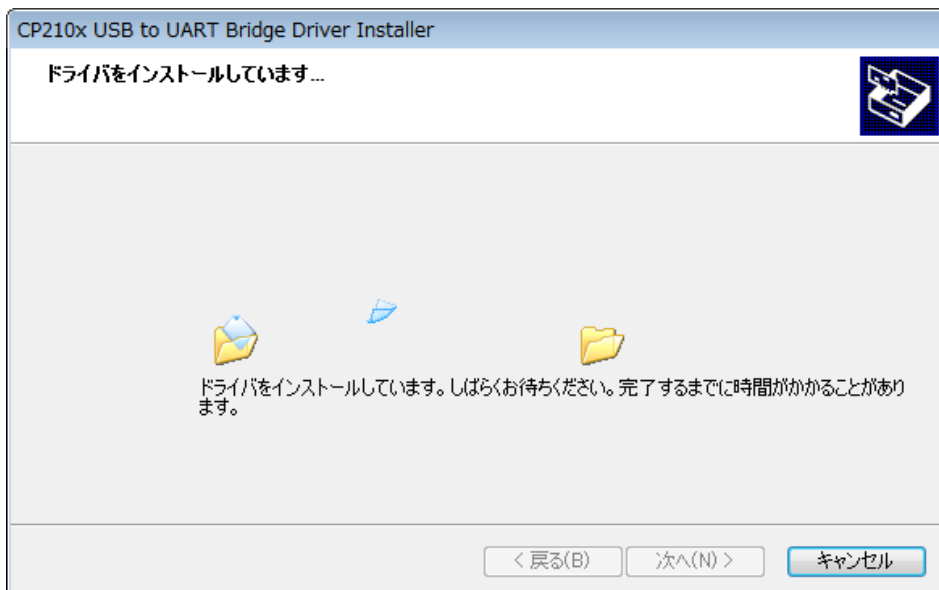 CP210x USB to UART Bridge Driver Installer
ドライバをインストールしています...
ドライバをインストールしています。しばらくお待ちください。完了するまでに時間がかかることがあり
ます。
< 戻る(B)
次へ(N) >
キャンセル